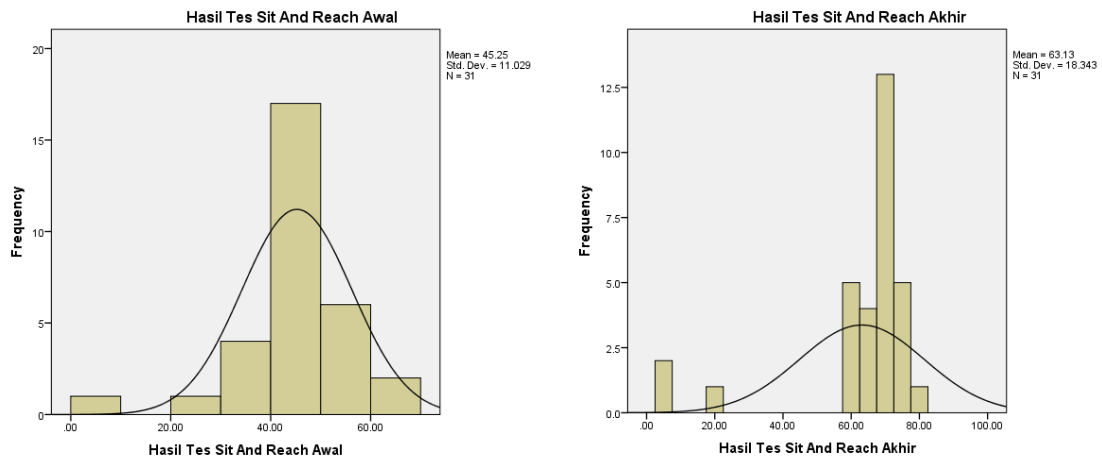 Hasil Tes Sit And Reach Awal
Mean = 45.25
Std. Dev. = 11.029
N = 31
Frequency
20
15
10
5
0
.00 20.00 40.00 60.00
Hasil Tes Sit And Reach Awal
Hasil Tes Sit And Reach Akhir
Mean = 63.13
Std. Dev. = 18.343
N = 31
Frequency
12.5
10.0
7.5
5.0
2.5
0.0
.00 20.00 40.00 60.00 80.00 100.00
Hasil Tes Sit And Reach Akhir